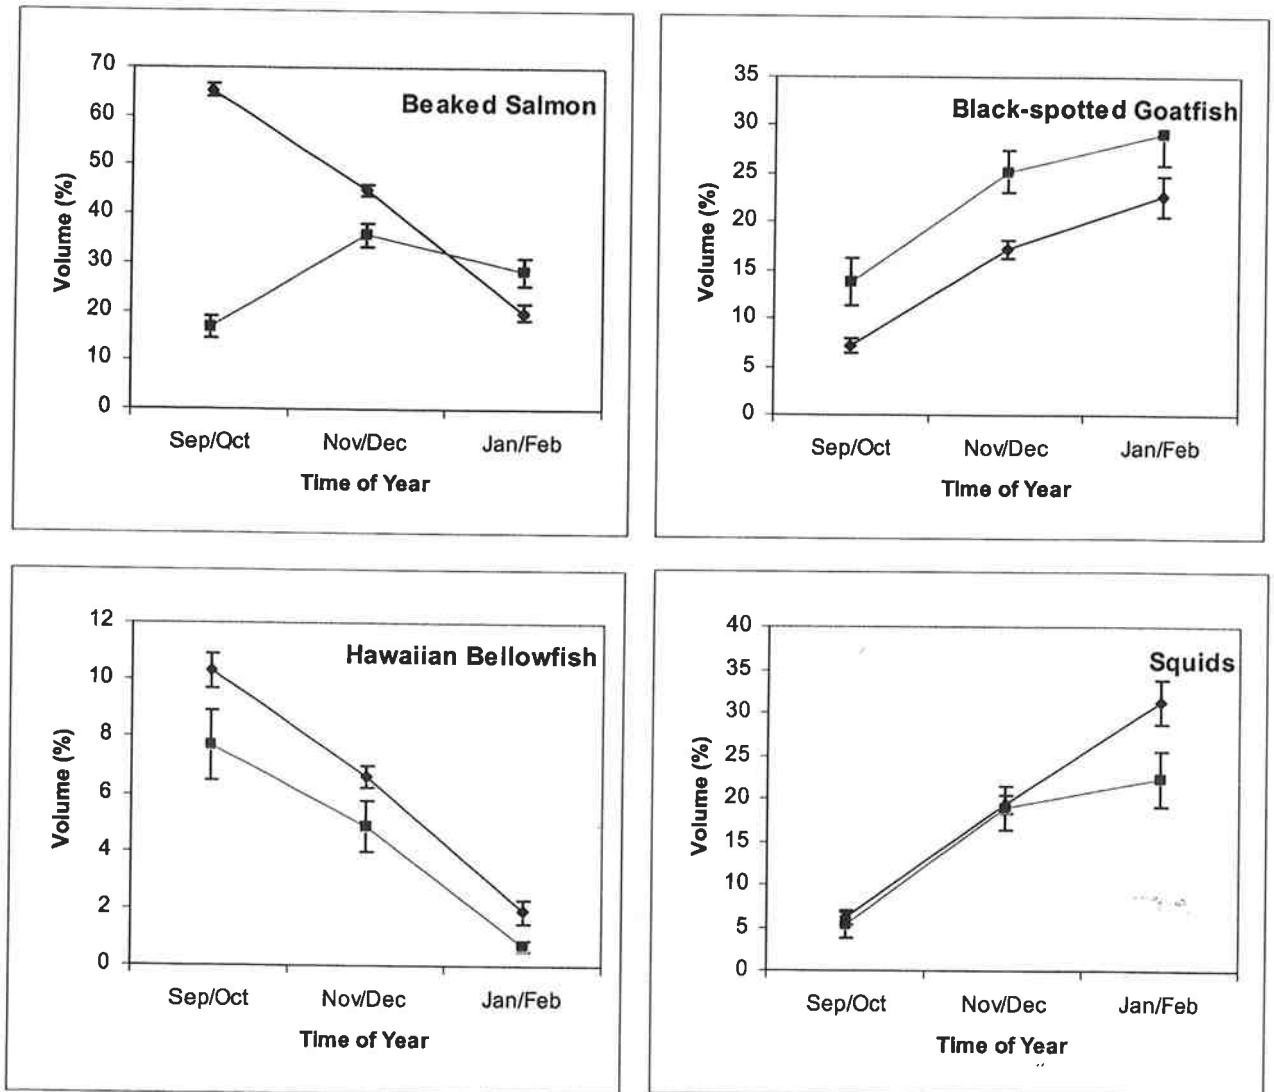 Beaked Salmon
70
60
50
40
30
20
10
0
Volume (%)
Sep/Oct Nov/Dec Jan/Feb
Time of Year
Black-spotted Goatfish
35
30
25
20
15
10
5
0
Volume (%)
Sep/Oct Nov/Dec Jan/Feb
Time of Year
Hawaiian Bellowfish
12
10
8
6
4
2
0
Volume (%)
Sep/Oct Nov/Dec Jan/Feb
Time of Year
Squids
40
35
30
25
20
15
10
5
0
Volume (%)
Sep/Oct Nov/Dec Jan/Feb
Time of Year